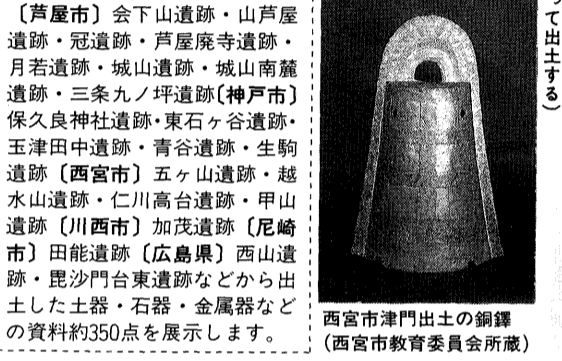 〔芦屋市〕会下山遺跡・山芦屋
遺跡・冠遺跡・芦屋廃寺遺跡・
月若遺跡・城山遺跡・城山南麓
遺跡・三条九ノ坪遺跡〔神戸市〕
保久良神社遺跡・東石ヶ谷遺跡・
玉津田中遺跡・青谷遺跡・生駒
遺跡〔西宮市〕五ヶ山遺跡・越
水山遺跡・仁川高台遺跡・甲山
遺跡〔川西市〕加茂遺跡〔尼崎
市〕田能遺跡〔広島県〕西山遺
跡・毘沙門台東遺跡などから出
土した土器・石器・金属器など
の資料約350点を展示します。
って出土する）
西宮市津門出土の銅鐸
（西宮市教育委員会所蔵）